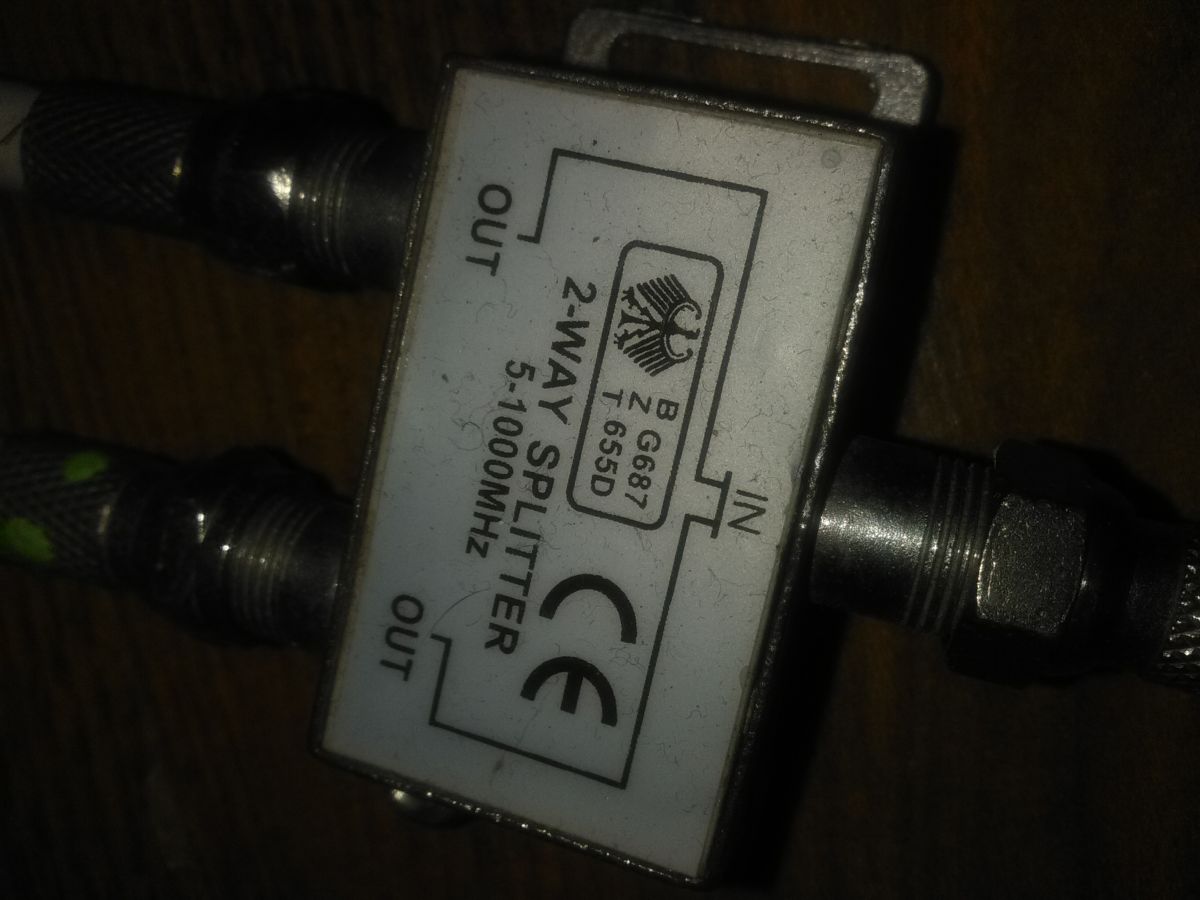 IN
B G687
Z T 655D
CE
2-WAY SPLITTER
5-1000MHz
OUT
OUT